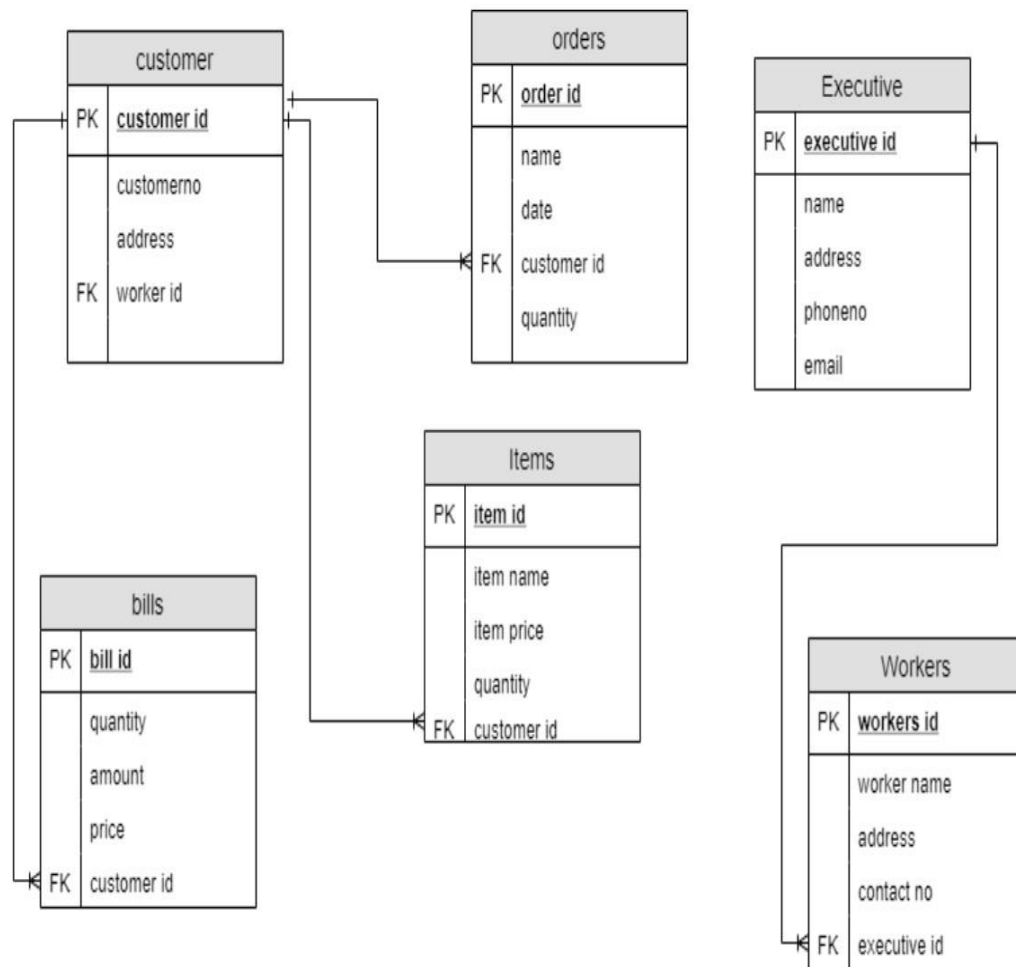 customer
PK customer id
customerno
address
FK worker id
orders
PK order id
name
date
FK customer id
quantity
Executive
PK executive id
name
address
phoneno
email
Items
PK item id
item name
item price
quantity
FK customer id
bills
PK bill id
quantity
amount
price
FK customer id
Workers
PK workers id
worker name
address
contact no
FK executive id